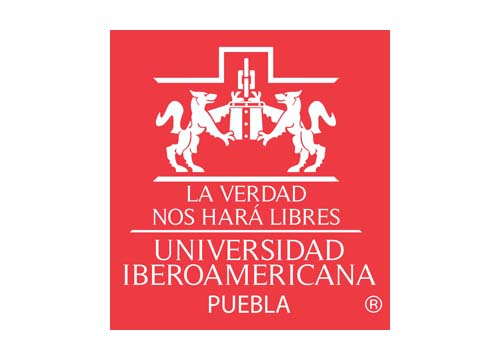 LA VERDAD
NOS HARÁ LIBRES
UNIVERSIDAD
IBEROAMERICANA
PUEBLA ®